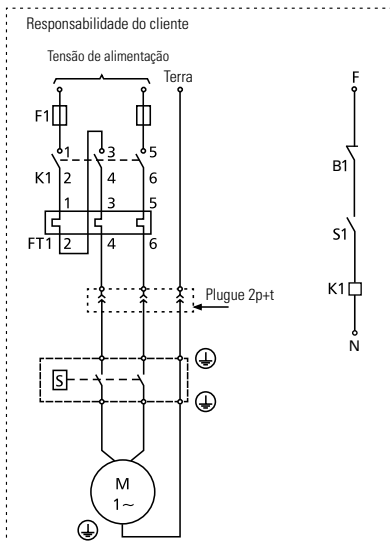 Responsabilidade do cliente
Tensão de alimentação
Terra
F
F1
1 3 5
K1 2 4 6
B1
1 3 5
S1
FT1 2 4 6
K1
Plugue 2p+t
N
S
M
1~